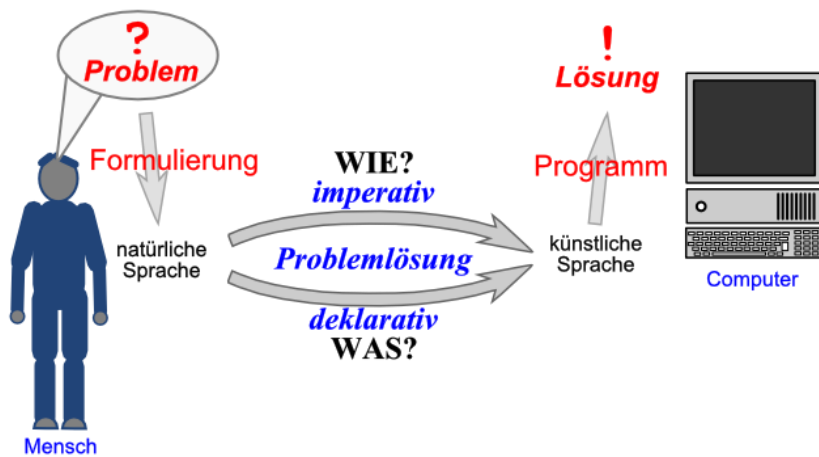 ?
Problem
Formulierung
natürliche
Sprache
Mensch
WIE?
imperativ
Problemlösung
deklarativ
WAS?
!
Lösung
Programm
künstliche
Sprache
Computer